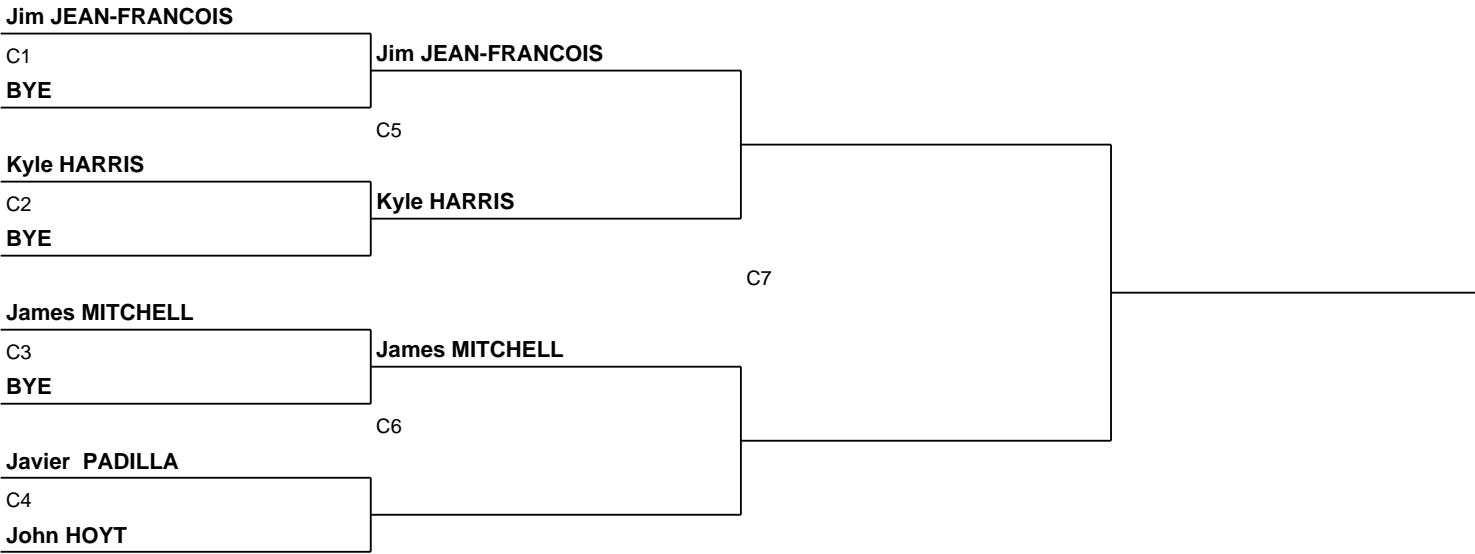 Jim JEAN-FRANCOIS
C1
BYE
Jim JEAN-FRANCOIS
C5
Kyle HARRIS
C2
BYE
Kyle HARRIS
C7
James MITCHELL
C3
BYE
James MITCHELL
C6
Javier  PADILLA
C4
John HOYT